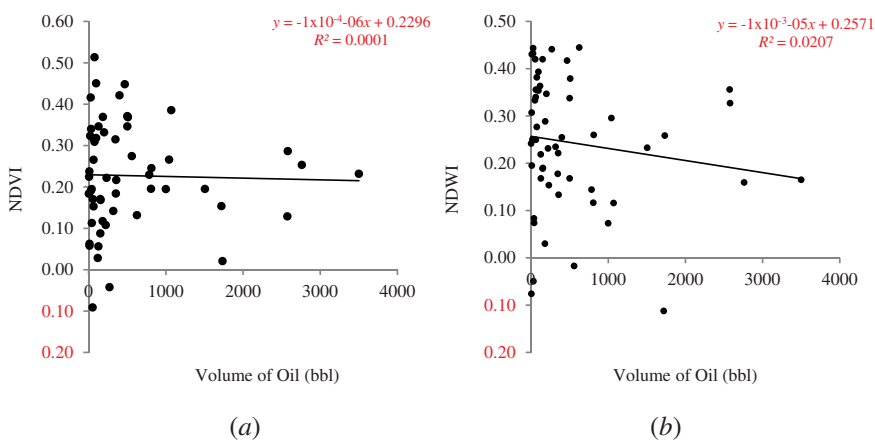 y = -1x10⁻⁴-06x + 0.2296
R² = 0.0001
0.60
0.50
0.40
0.30
0.20
0.10
0.00
0.10
0.20
NDVI
0 1000 2000 3000 4000
Volume of Oil (bbl)
(a)
y = -1x10⁻³-05x + 0.2571
R² = 0.0207
0.50
0.40
0.30
0.20
0.10
0.00
0.10
0.20
NDWI
0 1000 2000 3000 4000
Volume of Oil (bbl)
(b)